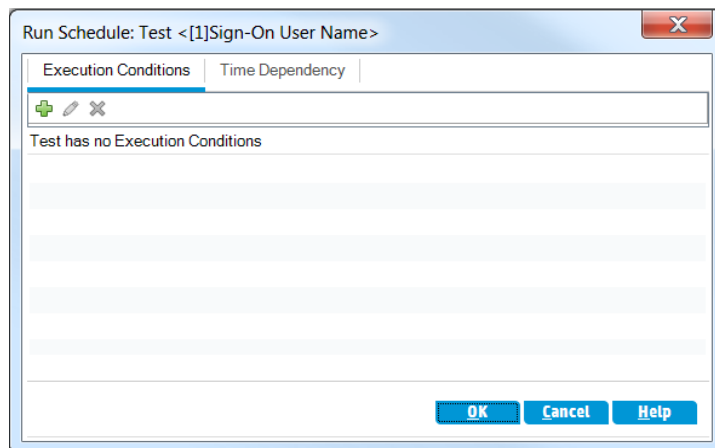 Run Schedule: Test <[1]Sign-On User Name>
Execution Conditions Time Dependency
Test has no Execution Conditions
OK Cancel Help